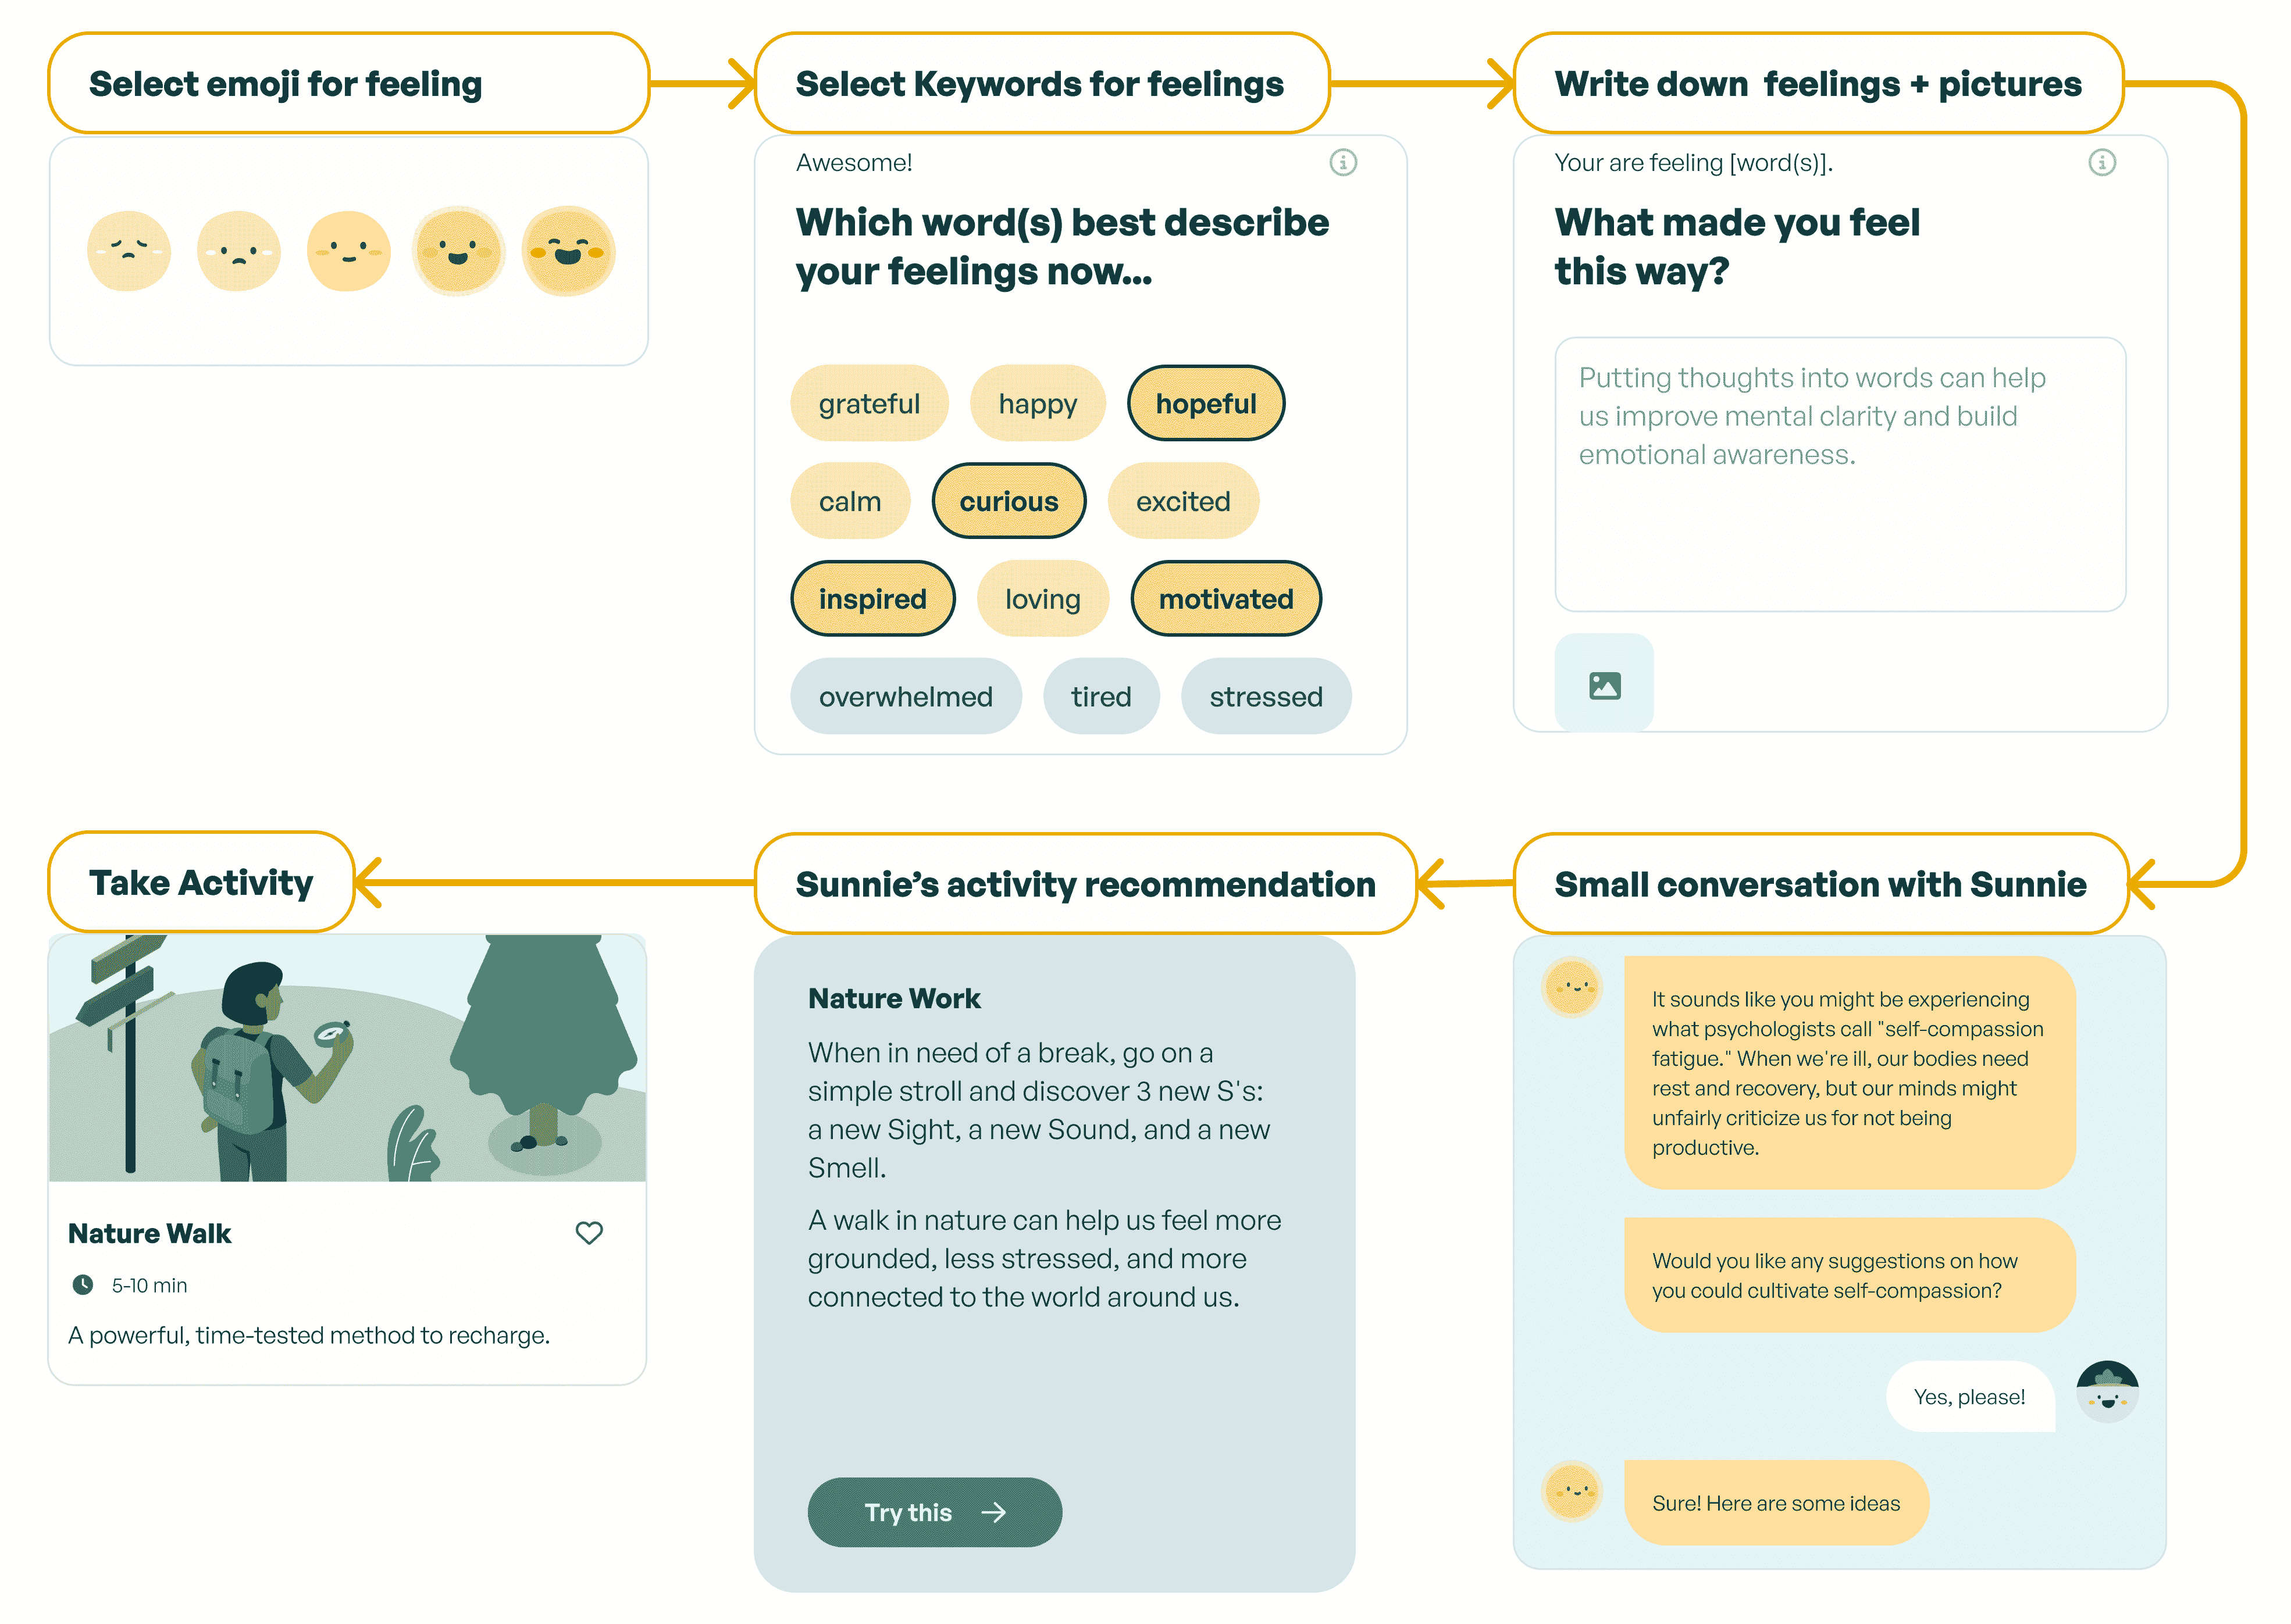 Select emoji for feeling
Select Keywords for feelings
Awesome!
Which word(s) best describe
your feelings now...
grateful
happy
hopeful
calm
curious
excited
inspired
loving
motivated
overwhelmed
tired
stressed
Write down  feelings + pictures
Your are feeling [word(s)].
What made you feel
this way?
Putting thoughts into words can help
us improve mental clarity and build
emotional awareness.
Small conversation with Sunnie
It sounds like you might be experiencing
what psychologists call "self-compassion
fatigue." When we're ill, our bodies need
rest and recovery, but our minds might
unfairly criticize us for not being
productive.
Would you like any suggestions on how
you could cultivate self-compassion?
Yes, please!
Sure! Here are some ideas
Sunnie’s activity recommendation
Nature Work
When in need of a break, go on a
simple stroll and discover 3 new S's:
a new Sight, a new Sound, and a new
Smell.
A walk in nature can help us feel more
grounded, less stressed, and more
connected to the world around us.
Try this
Take Activity
Nature Walk
5-10 min
A powerful, time-tested method to recharge.